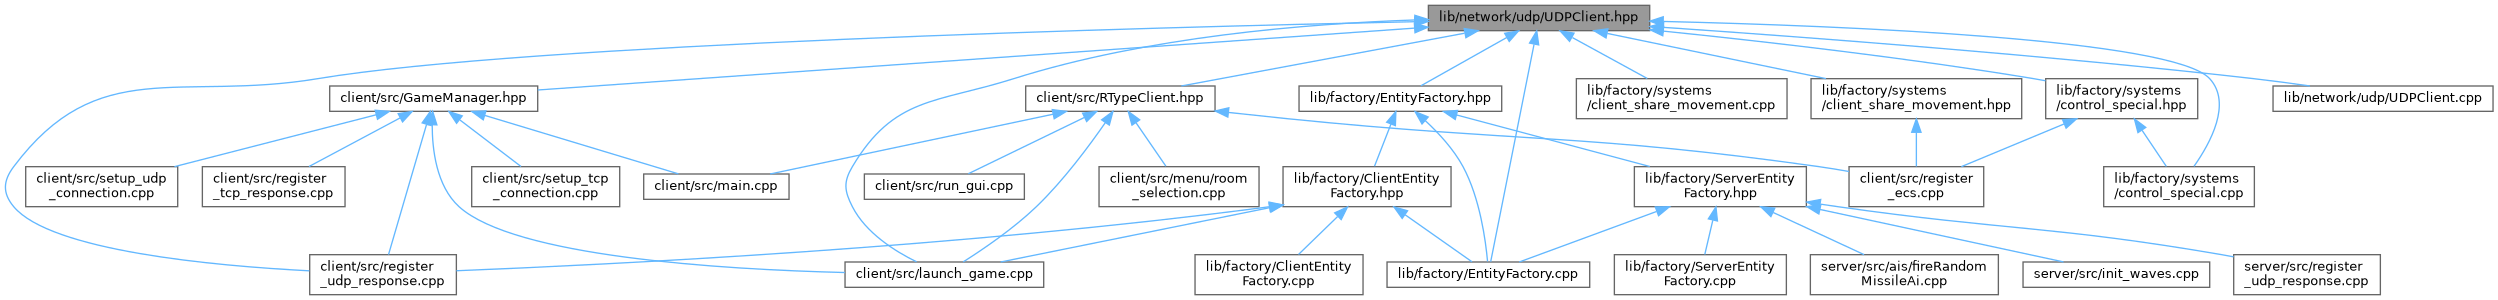 lib/network/udp/UDPClient.hpp
client/src/GameManager.hpp
client/src/RTypeClient.hpp
lib/factory/EntityFactory.hpp
lib/factory/systems
/client_share_movement.cpp
lib/factory/systems
/client_share_movement.hpp
lib/factory/systems
/control_special.hpp
lib/network/udp/UDPClient.cpp
client/src/setup_udp
_connection.cpp
client/src/register
_tcp_response.cpp
client/src/setup_tcp
_connection.cpp
client/src/main.cpp
client/src/run_gui.cpp
client/src/menu/room
_selection.cpp
lib/factory/ClientEntity
Factory.hpp
lib/factory/ServerEntity
Factory.hpp
client/src/register
_ecs.cpp
lib/factory/systems
/control_special.cpp
client/src/register
_udp_response.cpp
client/src/launch_game.cpp
lib/factory/ClientEntity
Factory.cpp
lib/factory/EntityFactory.cpp
lib/factory/ServerEntity
Factory.cpp
server/src/ais/fireRandom
MissileAi.cpp
server/src/init_waves.cpp
server/src/register
_udp_response.cpp